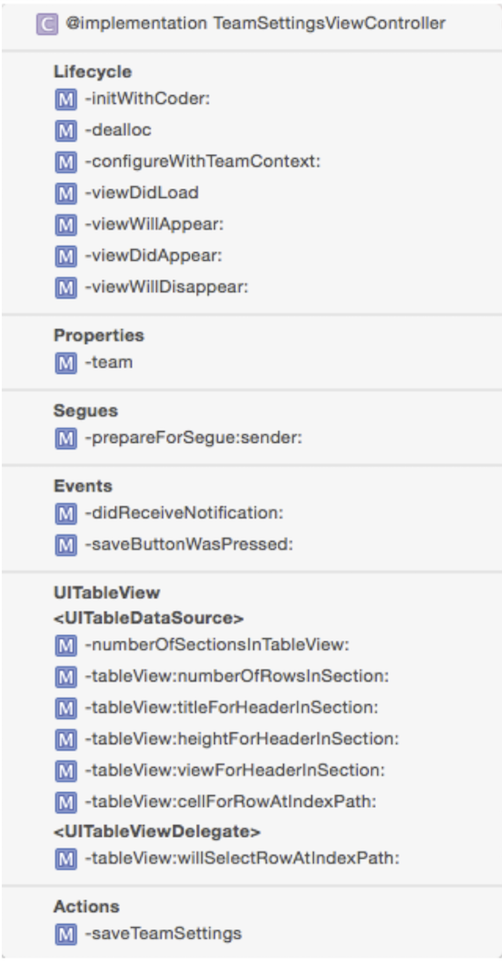 C @implementation TeamSettingsViewController
Lifecycle
M -initWithCoder:
M -dealloc
M -configureWithTeamContext:
M -viewDidLoad
M -viewWillAppear:
M -viewDidAppear:
M -viewWillDisappear:
Properties
M -team
Segues
M -prepareForSegue:sender:
Events
M -didReceiveNotification:
M -saveButtonWasPressed:
UITableView
<UITableDataSource>
M -numberOfSectionsInTableView:
M -tableView:numberOfRowsInSection:
M -tableView:titleForHeaderInSection:
M -tableView:heightForHeaderInSection:
M -tableView:viewForHeaderInSection:
M -tableView:cellForRowAtIndexPath:
<UITableViewDelegate>
M -tableView:willSelectRowAtIndexPath:
Actions
M -saveTeamSettings